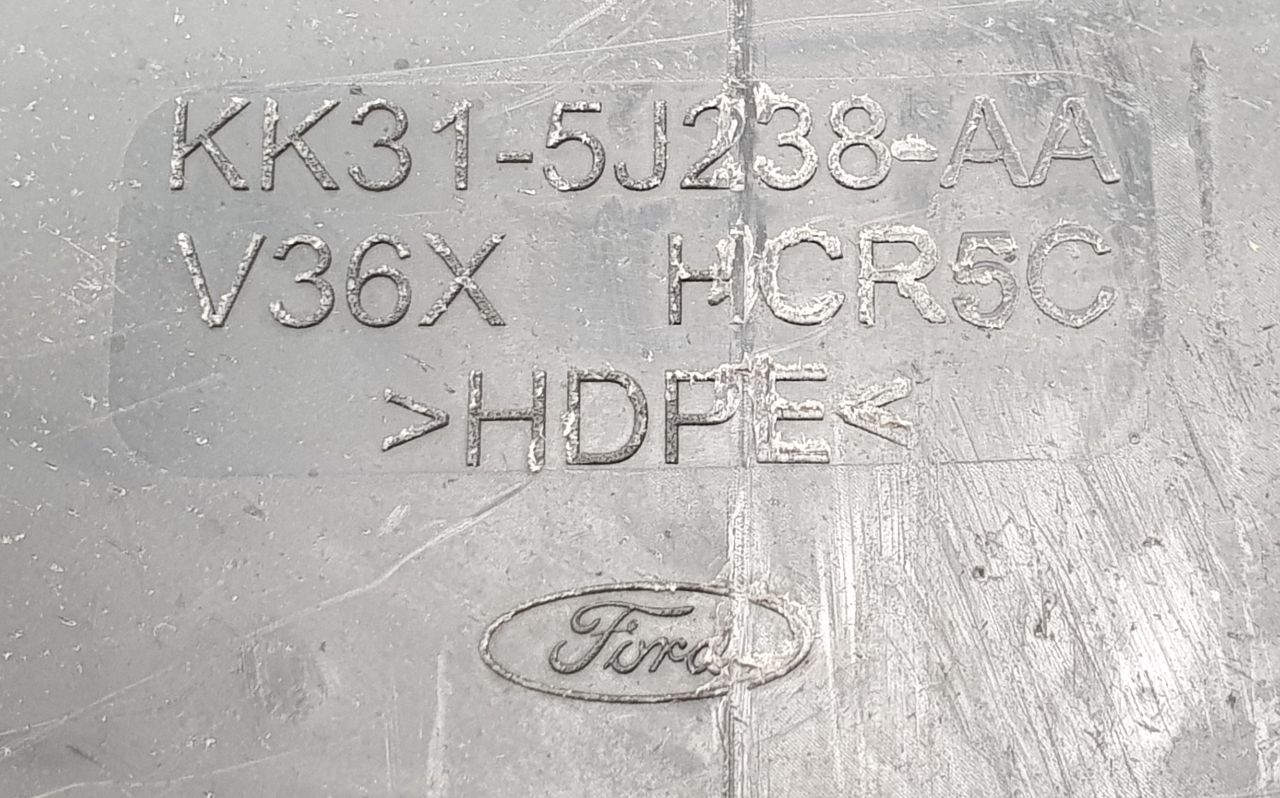 KK31-5J238-AA
V36X HCR5C
>HDPE<
Ford